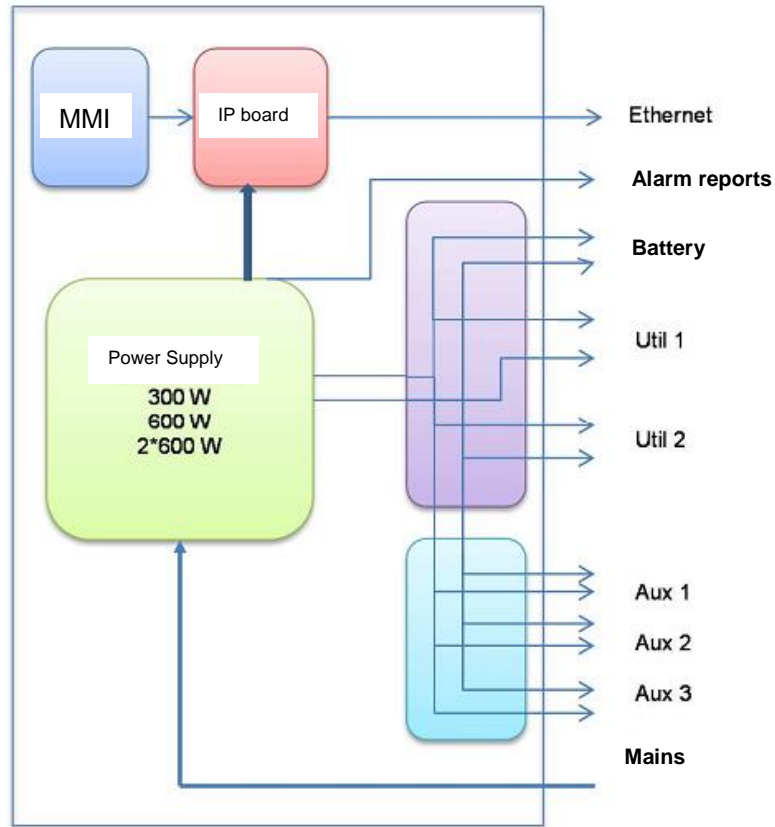 MMI
IP board
Ethernet
Alarm reports
Battery
Power Supply
300 W
600 W
2*600 W
Util 1
Util 2
Aux 1
Aux 2
Aux 3
Mains